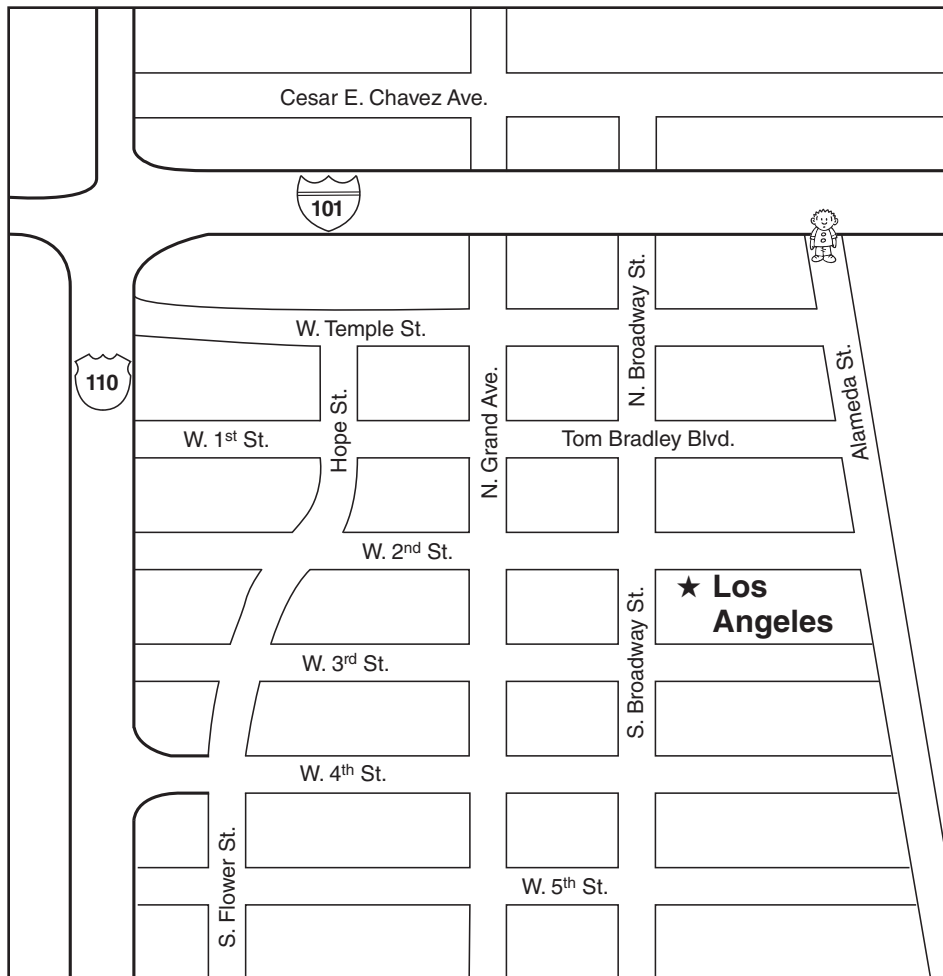 Cesar E. Chavez Ave.
101
N. Broadway St.
W. Temple St.
110
Hope St.
N. Grand Ave.
Alameda St.
W. 1st St.
Tom Bradley Blvd.
W. 2nd St.
★ Los
Angeles
S. Broadway St.
W. 3rd St.
W. 4th St.
S. Flower St.
W. 5th St.